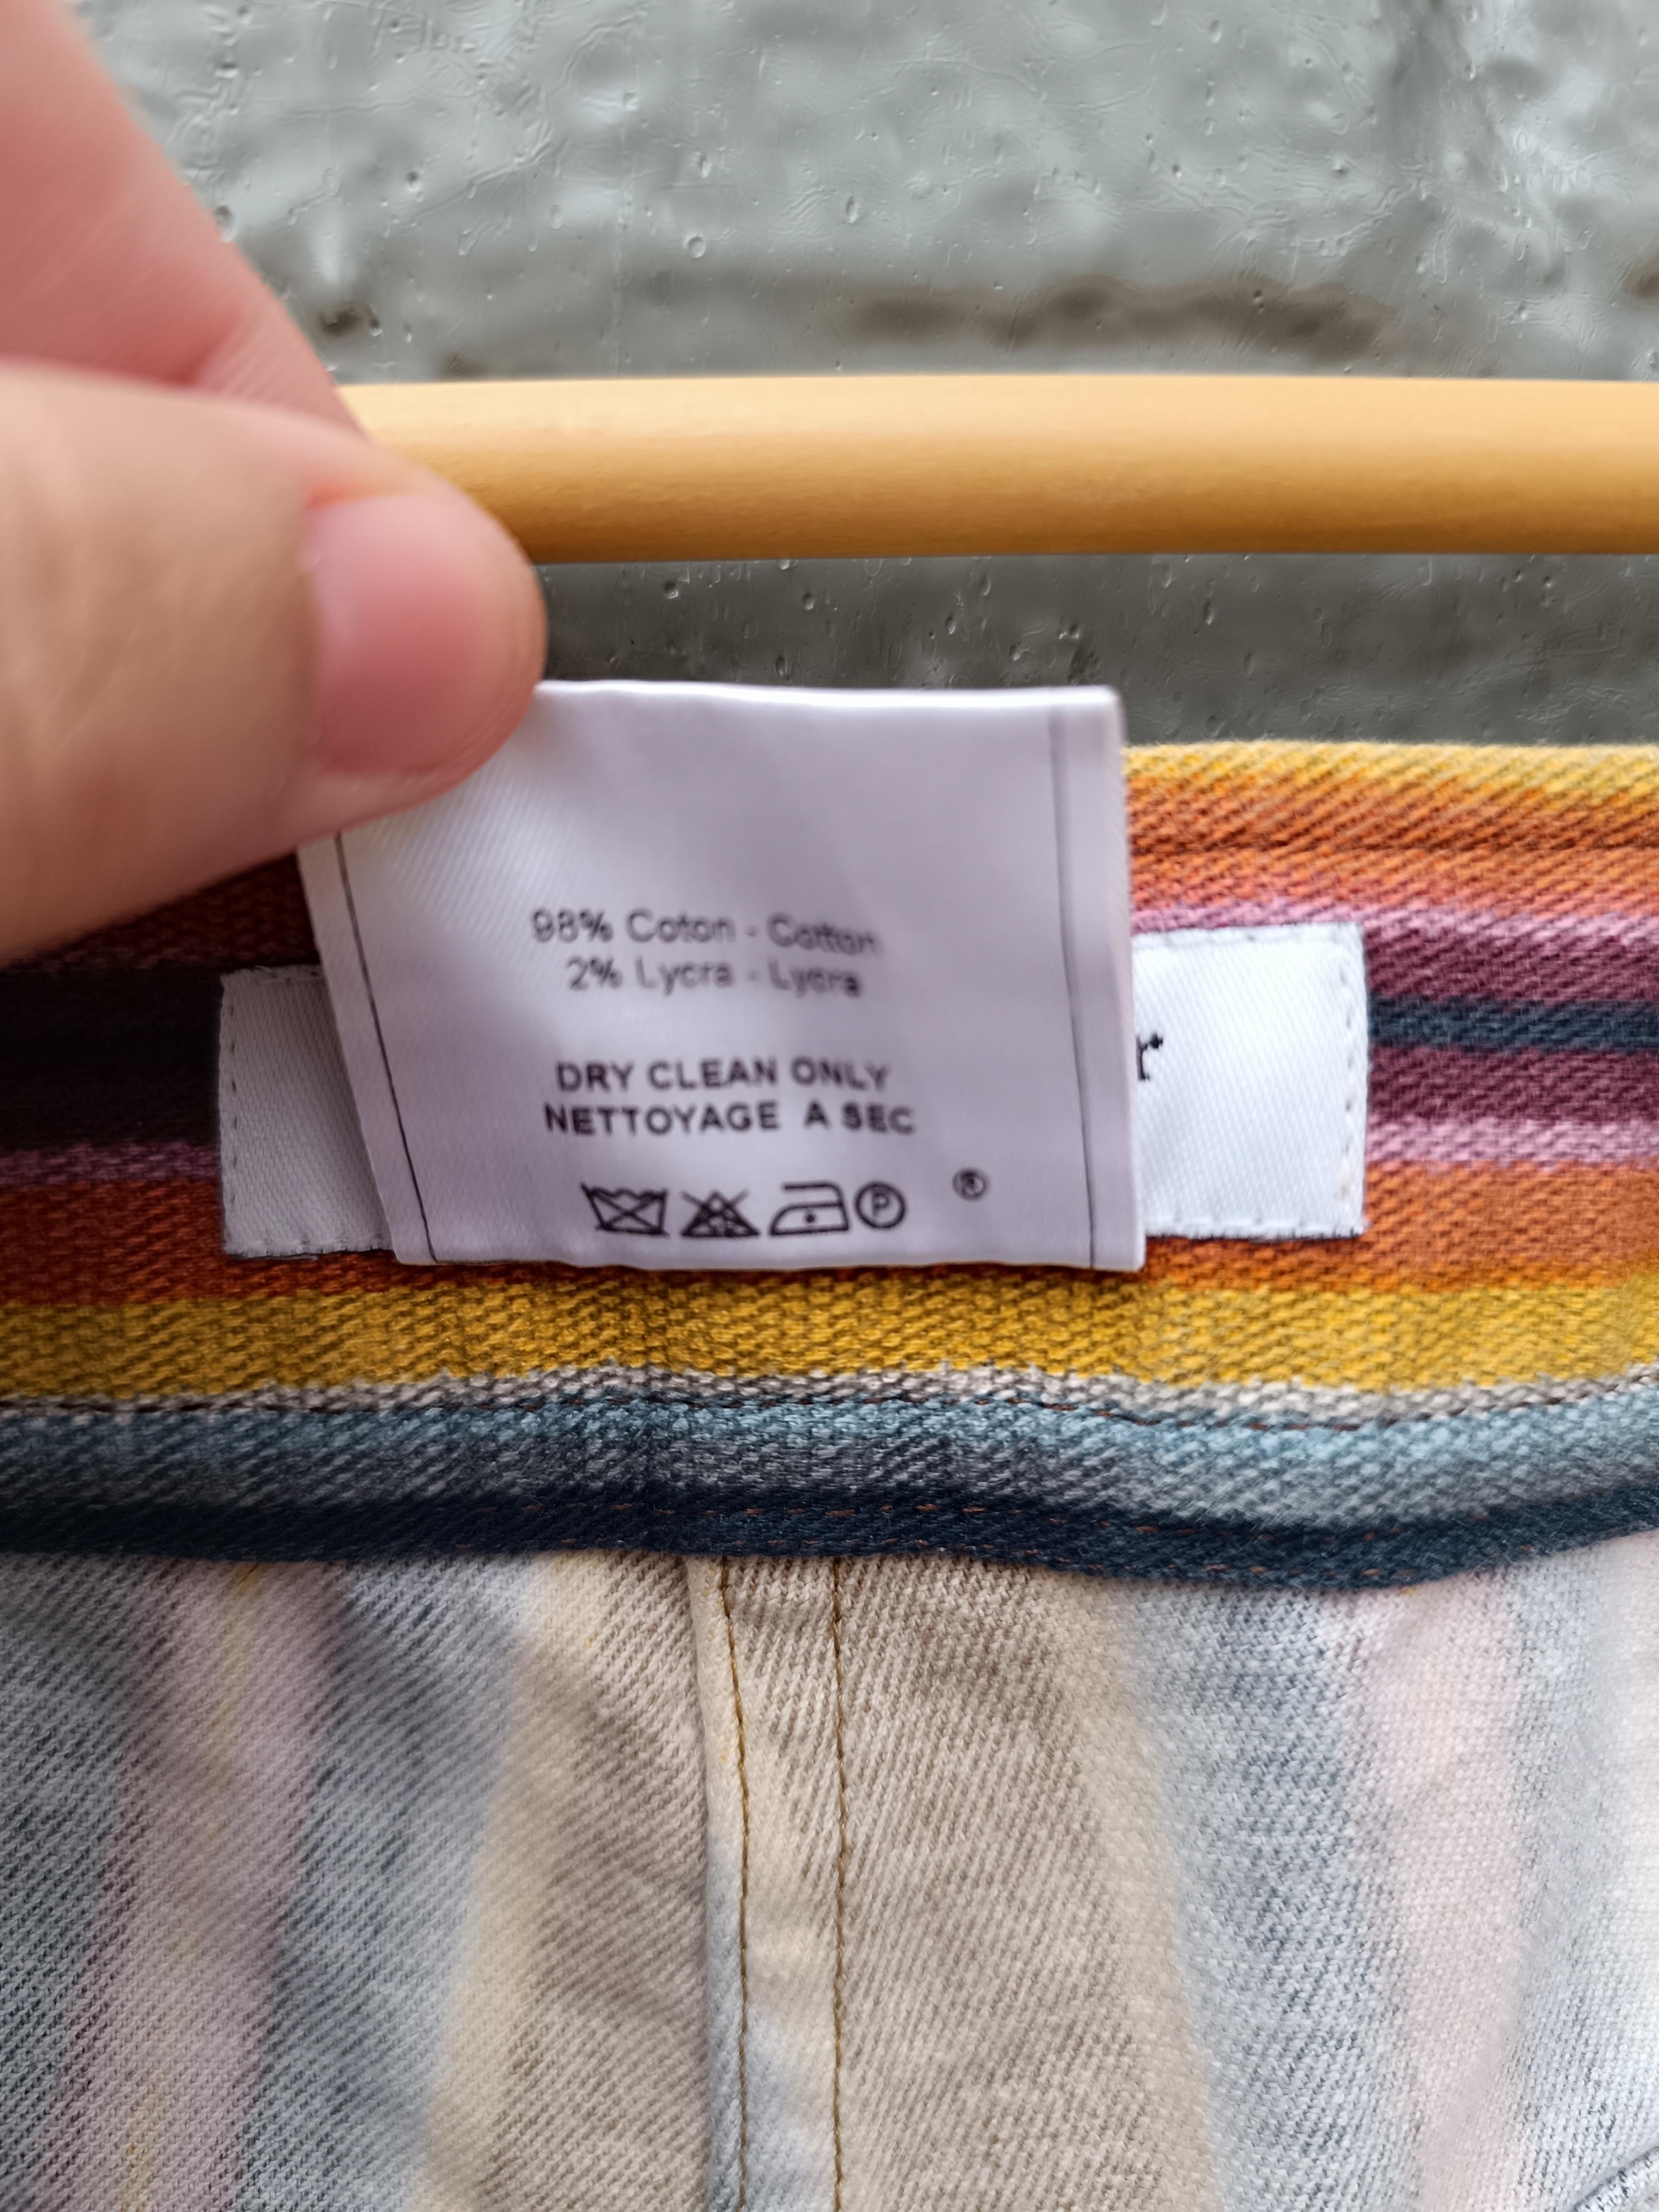 98% Coton - Cotton
2% Lycra - Lycra
DRY CLEAN ONLY
NETTOYAGE A SEC
P ®
r